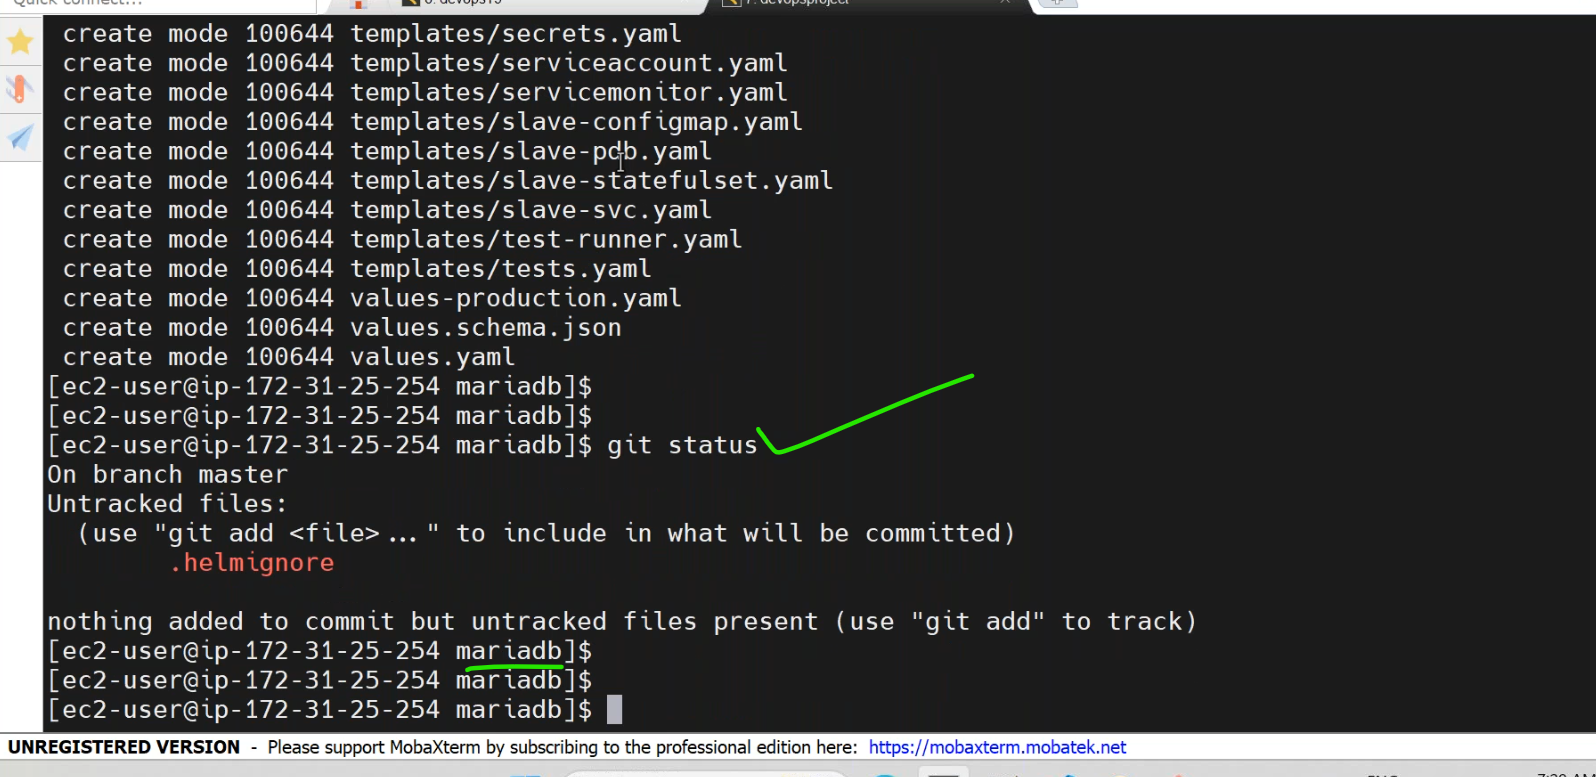 create mode 100644 templates/secrets.yaml
create mode 100644 templates/serviceaccount.yaml
create mode 100644 templates/servicemonitor.yaml
create mode 100644 templates/slave-configmap.yaml
create mode 100644 templates/slave-pdb.yaml
create mode 100644 templates/slave-statefulset.yaml
create mode 100644 templates/slave-svc.yaml
create mode 100644 templates/test-runner.yaml
create mode 100644 templates/tests.yaml
create mode 100644 values-production.yaml
create mode 100644 values.schema.json
create mode 100644 values.yaml
[ec2-user@ip-172-31-25-254 mariadb]$
[ec2-user@ip-172-31-25-254 mariadb]$
[ec2-user@ip-172-31-25-254 mariadb]$ git status
On branch master
Untracked files:
(use "git add <file>..." to include in what will be committed)
.helmignore
nothing added to commit but untracked files present (use "git add" to track)
[ec2-user@ip-172-31-25-254 mariadb]$
[ec2-user@ip-172-31-25-254 mariadb]$
[ec2-user@ip-172-31-25-254 mariadb]$
UNREGISTERED VERSION - Please support MobaXterm by subscribing to the professional edition here: https://mobaxterm.mobatek.net